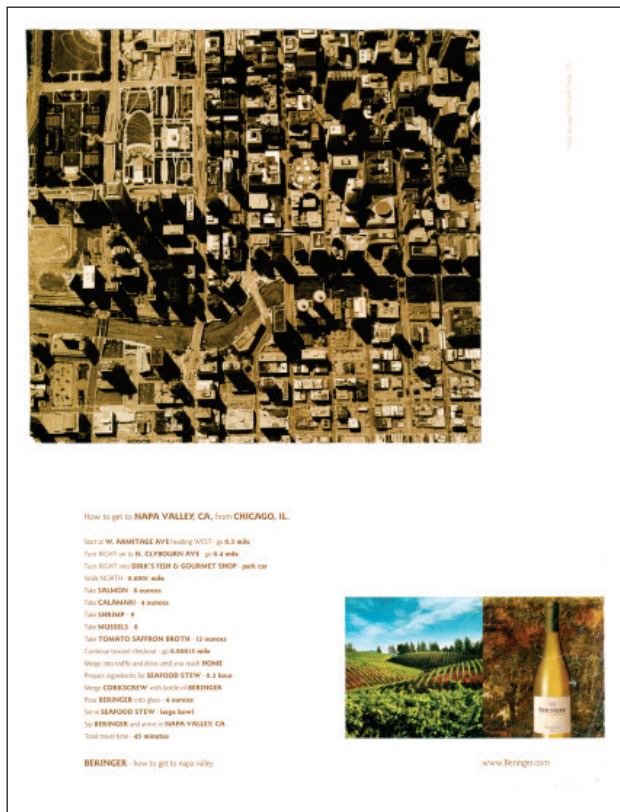 How to get to NAPA VALLEY, CA, from CHICAGO, IL.
Start at W. ARMITAGE AVE heading WEST - go 0.3 mile
Turn RIGHT on to N. CLYBOURN AVE - go 0.4 mile
Turn RIGHT into DIRK'S FISH & GOURMET SHOP - park car
Walk NORTH - 0.0001 mile
Take SALMON - 8 ounces
Take CALAMARI - 4 ounces
Take SHRIMP - 9
Take MUSSELS - 8
Take TOMATO SAFFRON BROTH - 12 ounces
Continue toward checkout - go 0.00015 mile
Merge into traffic and drive until you reach HOME
Prepare ingredients for SEAFOOD STEW - 0.3 hour
Merge CORKSCREW with bottle of BERINGER
Pour BERINGER into glass - 4 ounces
Serve SEAFOOD STEW - large bowl
Sip BERINGER and arrive in NAPA VALLEY, CA
Total travel time - 45 minutes
BERINGER - how to get to napa valley
BERINGER
www.Beringer.com